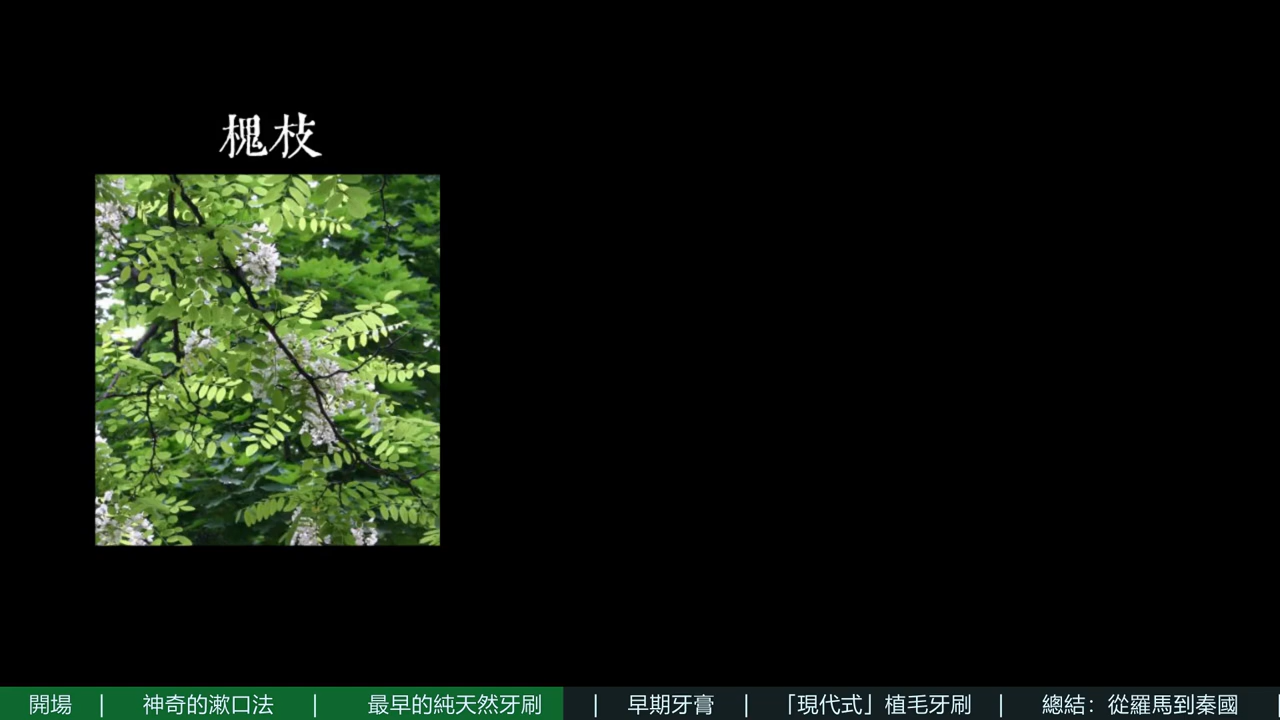 槐枝
開場 | 神奇的漱口法 | 最早的純天然牙刷 | 早期牙膏 | 「現代式」植毛牙刷 | 總結：從羅馬到秦國